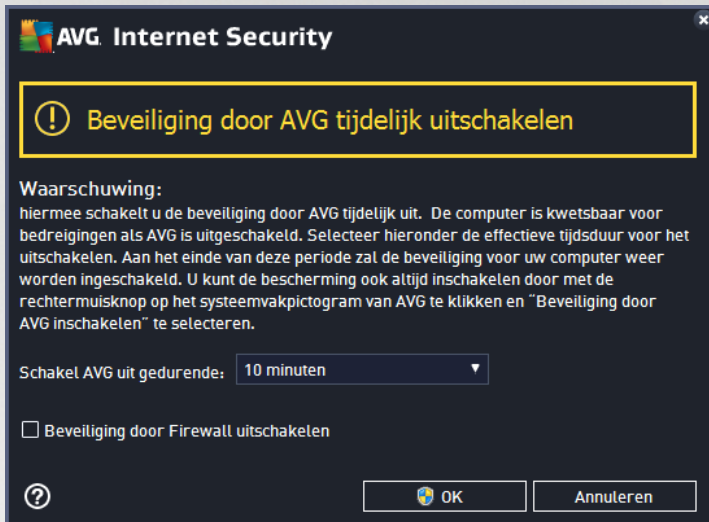 AVG. Internet Security
Beveiliging door AVG tijdelijk uitschakelen
Waarschuwing:
hiermee schakelt u de beveiliging door AVG tijdelijk uit. De computer is kwetsbaar voor
bedreigingen als AVG is uitgeschakeld. Selecteer hieronder de effectieve tijdsduur voor het
uitschakelen. Aan het einde van deze periode zal de beveiliging voor uw computer weer
worden ingeschakeld. U kunt de bescherming ook altijd inschakelen door met de
rechtermuisknop op het systeemvakpictogram van AVG te klikken en "Beveiliging door
AVG inschakelen" te selecteren.
Schakel AVG uit gedurende: 10 minuten
Beveiliging door Firewall uitschakelen
OK Annuleren